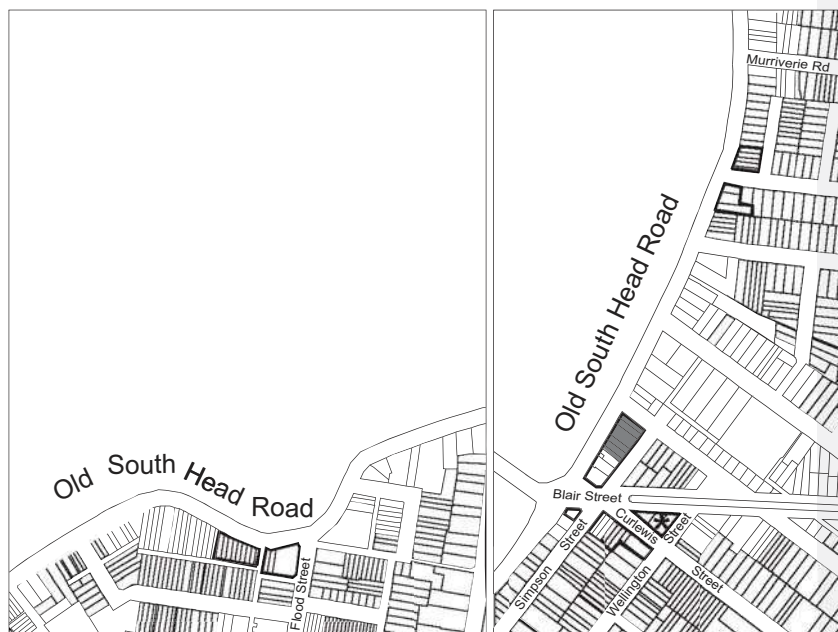 Old South Head Road
Flood Street
Murriverie Rd
Old South Head Road
Blair Street
Curlewis Street
Simpson Street
Wellington Street